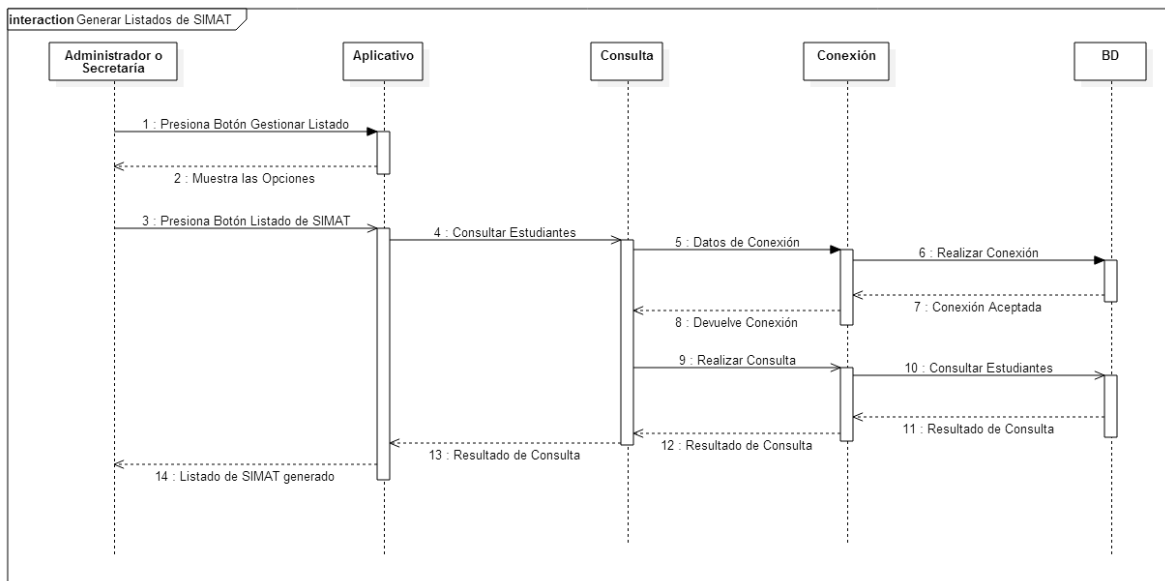 interaction Generar Listados de SIMAT
Administrador o
Secretaría
Aplicativo
Consulta
Conexión
BD
1 : Presiona Botón Gestionar Listado
2 : Muestra las Opciones
3 : Presiona Botón Listado de SIMAT
4 : Consultar Estudiantes
5 : Datos de Conexión
6 : Realizar Conexión
7 : Conexión Aceptada
8 : Devuelve Conexión
9 : Realizar Consulta
10 : Consultar Estudiantes
11 : Resultado de Consulta
12 : Resultado de Consulta
13 : Resultado de Consulta
14 : Listado de SIMAT generado